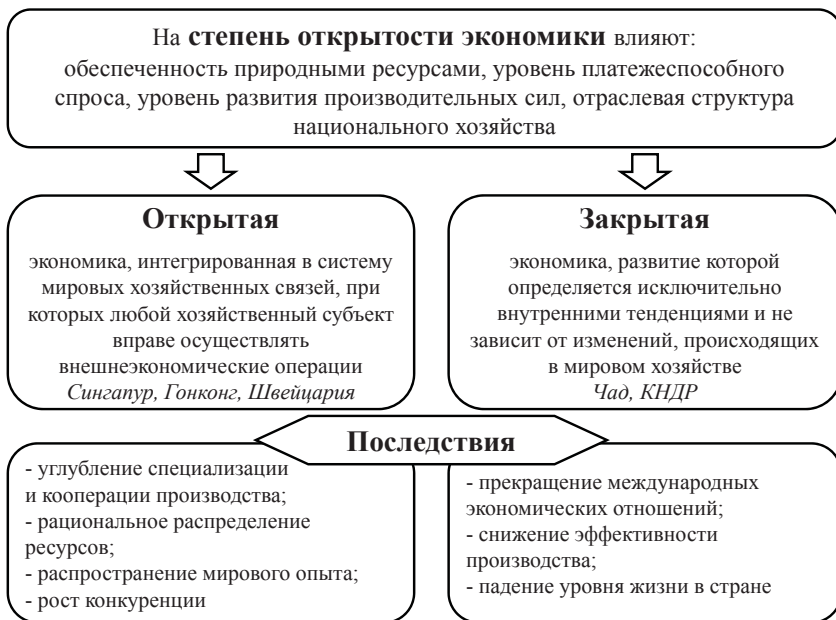 На степень открытости экономики влияют:
обеспеченность природными ресурсами, уровень платежеспособного
спроса, уровень развития производительных сил, отраслевая структура
национального хозяйства
Открытая
экономика, интегрированная в систему
мировых хозяйственных связей, при
которых любой хозяйственный субъект
вправе осуществлять
внешнеэкономические операции
Сингапур, Гонконг, Швейцария
Закрытая
экономика, развитие которой
определяется исключительно
внутренними тенденциями и не
зависит от изменений, происходящих
в мировом хозяйстве
Чад, КНДР
Последствия
- углубление специализации
и кооперации производства;
- рациональное распределение
ресурсов;
- распространение мирового опыта;
- рост конкуренции
- прекращение международных
экономических отношений;
- снижение эффективности
производства;
- падение уровня жизни в стране